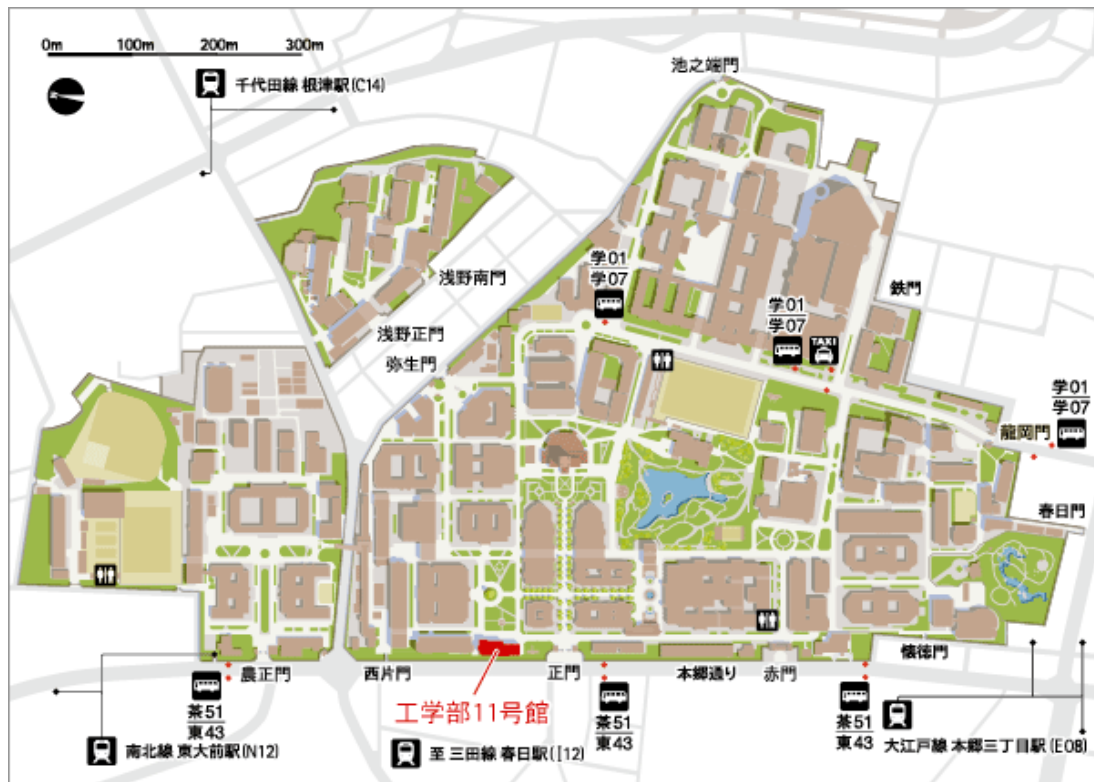 0m 100m 200m 300m
千代田線 根津駅(C14)
池之端門
学01
学07
浅野南門
浅野正門
弥生門
学01
学07
TAXI
鉄門
学01
学07
龍岡門
春日門
農正門
西片門
正門
本郷通り
赤門
懐徳門
工学部11号館
茶51
東43
茶51
東43
茶51
東43
南北線 東大前駅(N12)
至 三田線 春日駅(I12)
大江戸線 本郷三丁目駅(E08)